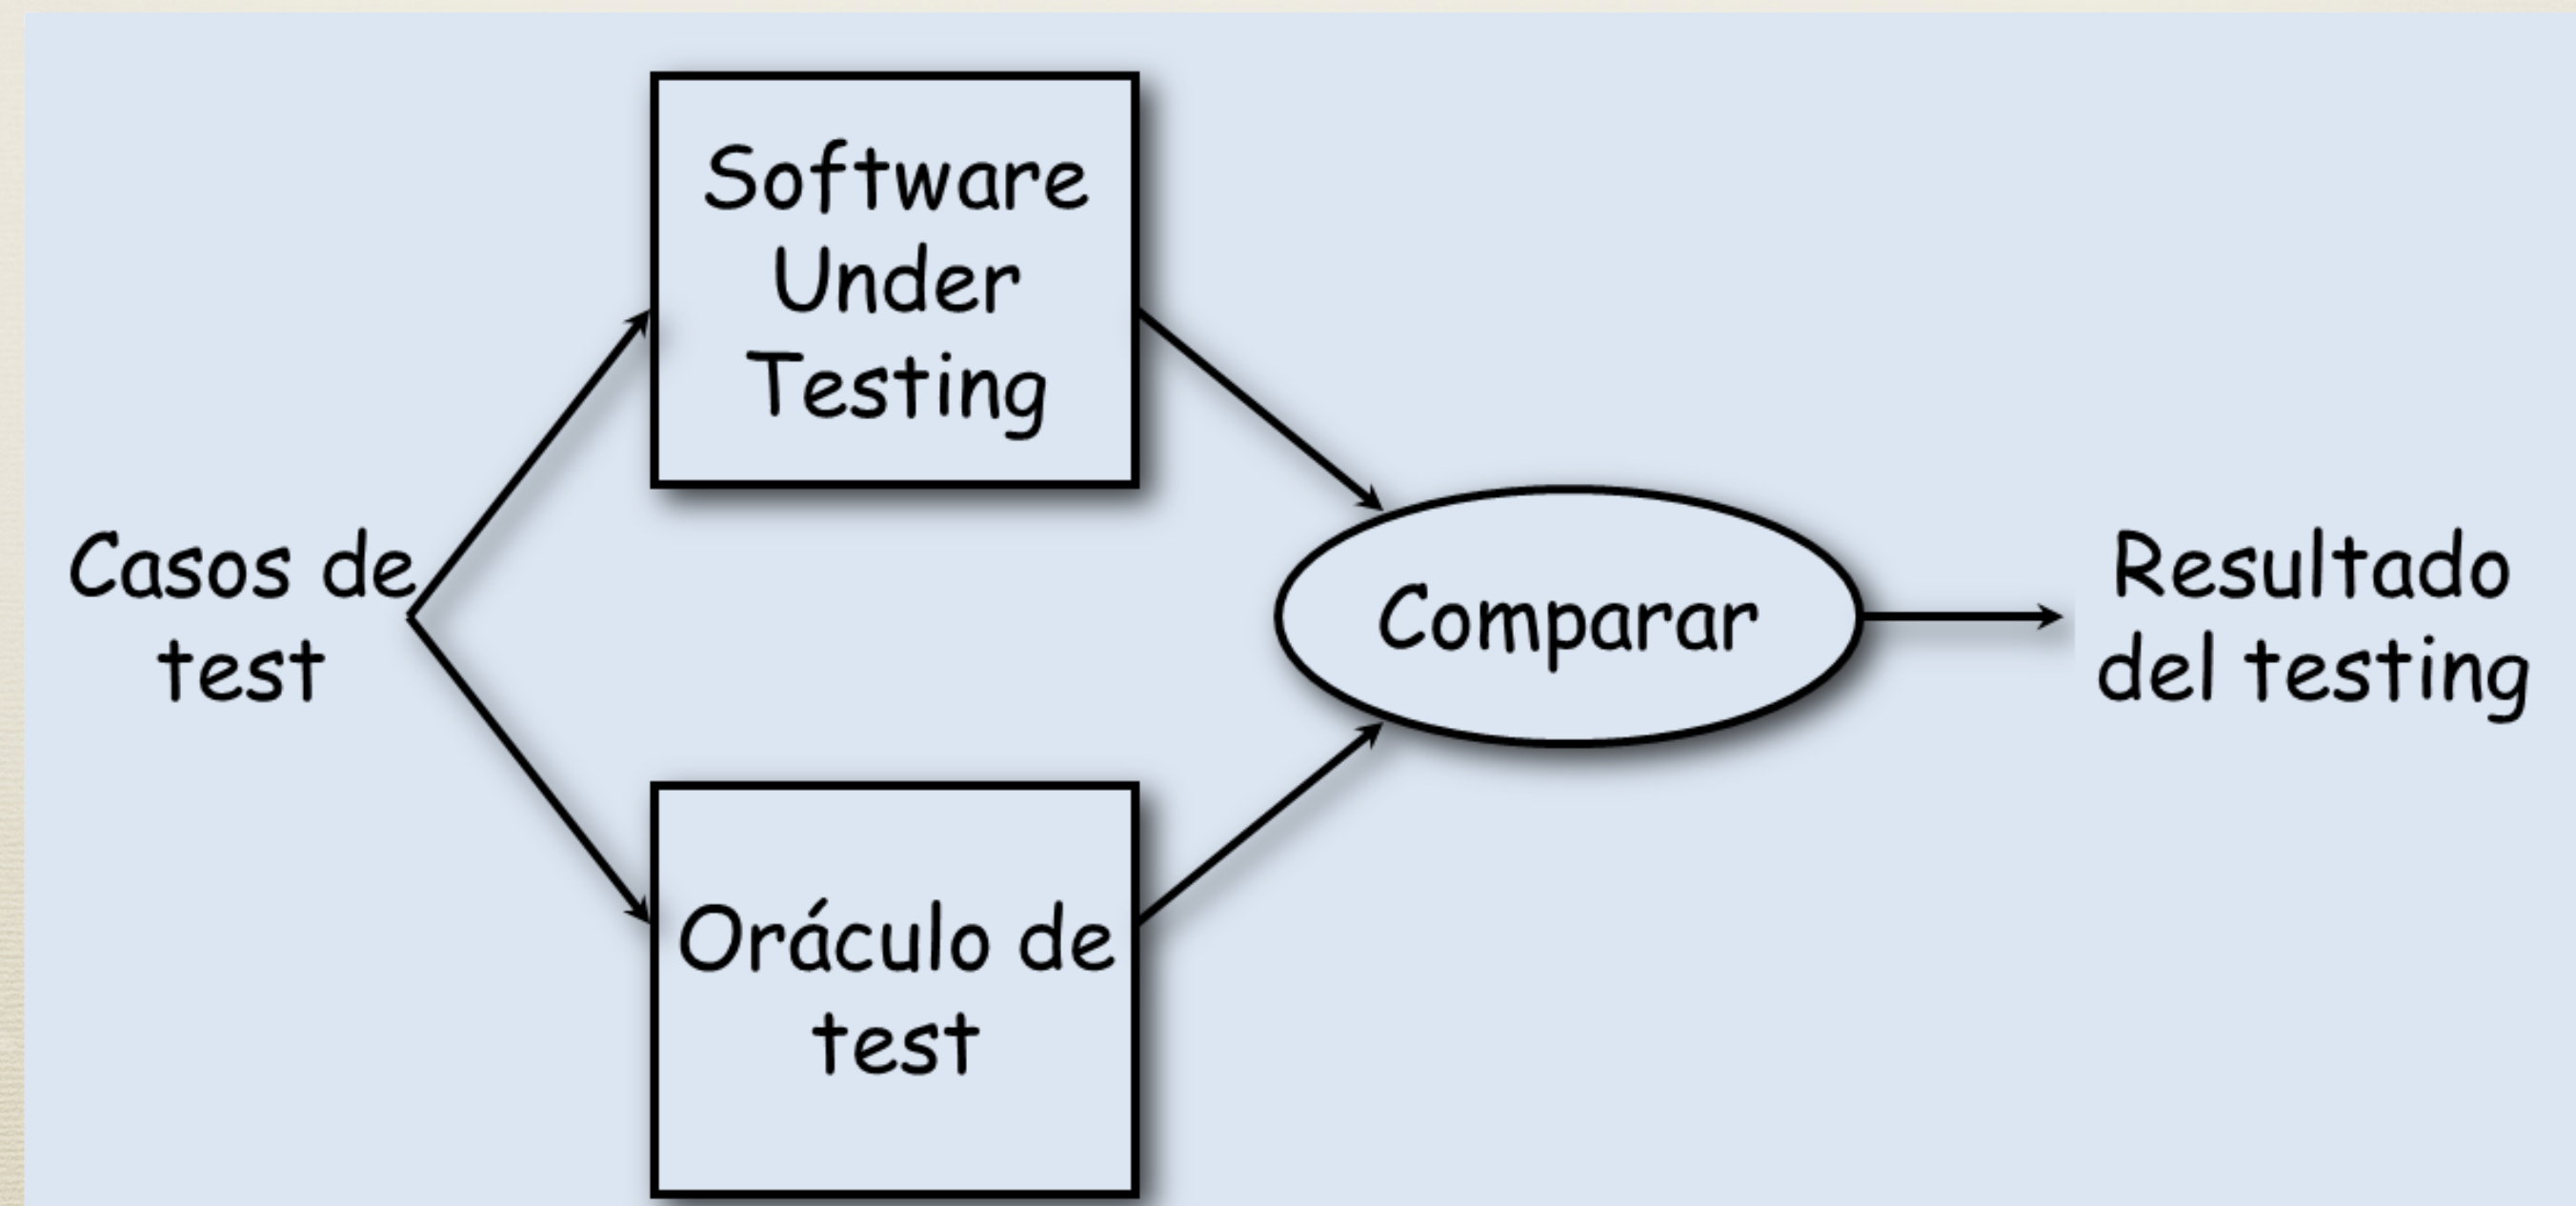 Software
Under
Testing
Casos de
test
Comparar
Resultado
del testing
Oráculo de
test